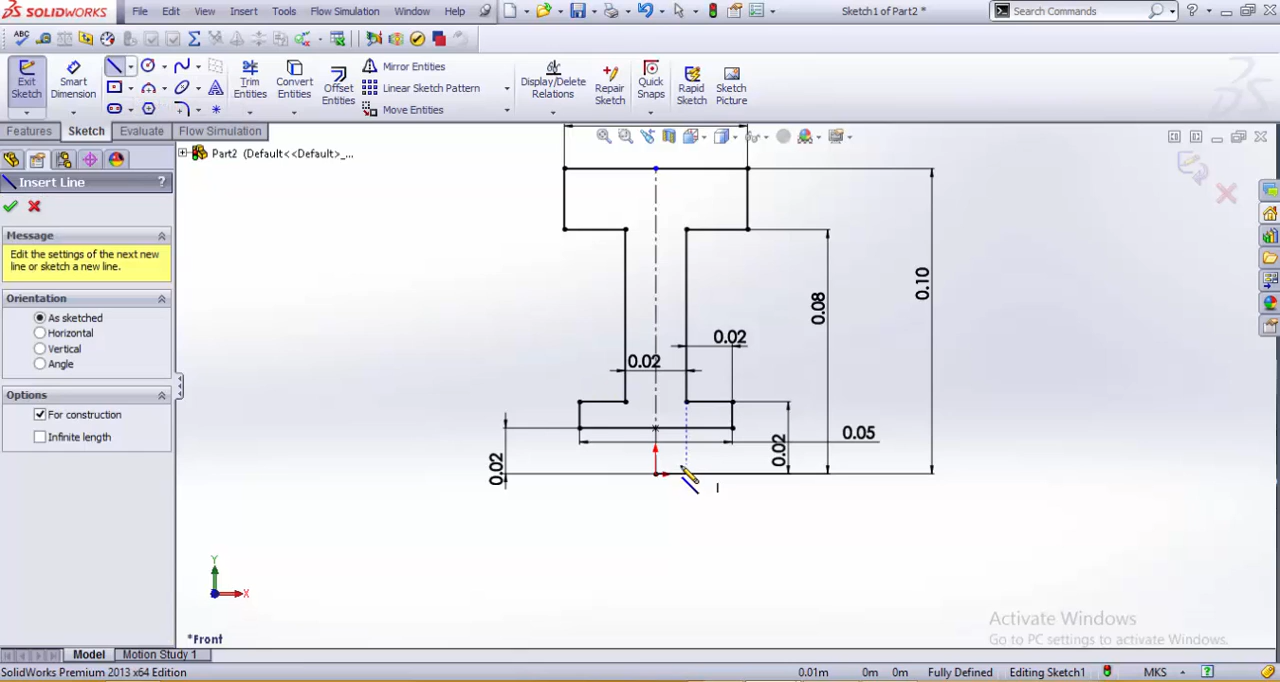 SOLIDWORKS File Edit View Insert Tools Flow Simulation Window Help Sketch1 of Part2 * Search Commands
Exit Sketch
Smart Dimension
Trim Entities
Convert Entities
Offset Entities
Mirror Entities
Linear Sketch Pattern
Move Entities
Display/Delete Relations
Repair Sketch
Quick Snaps
Rapid Sketch
Sketch Picture
Features Sketch Evaluate Flow Simulation
Part2 (Default<<Default>_...
Insert Line ?
Message
Edit the settings of the next new
line or sketch a new line.
Orientation
As sketched
Horizontal
Vertical
Angle
Options
For construction
Infinite length
0.10
0.08
0.02
0.02
0.05
0.02
0.02
Y
X
*Front
Activate Windows
Go to PC settings to activate Windows.
Model Motion Study 1
SolidWorks Premium 2013 x64 Edition 0.01m 0m 0m Fully Defined Editing Sketch1 MKS ?